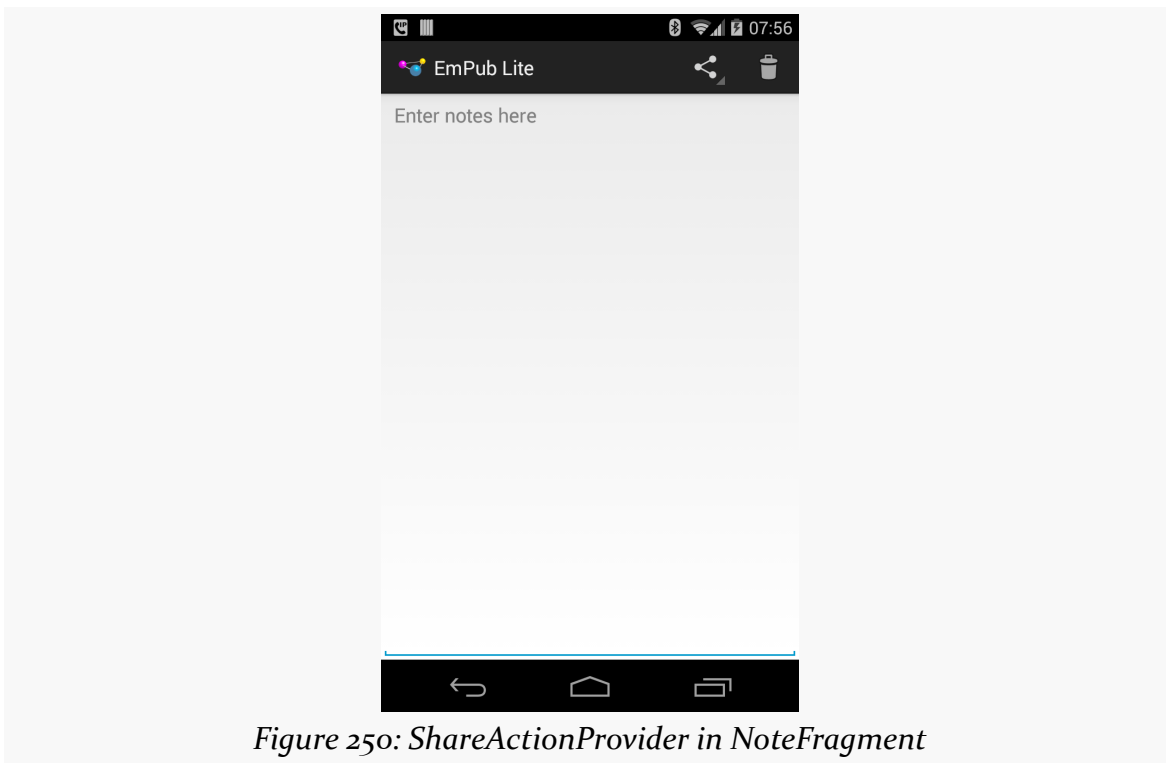 07:56
EmPub Lite
Enter notes here
Figure 250: ShareActionProvider in NoteFragment